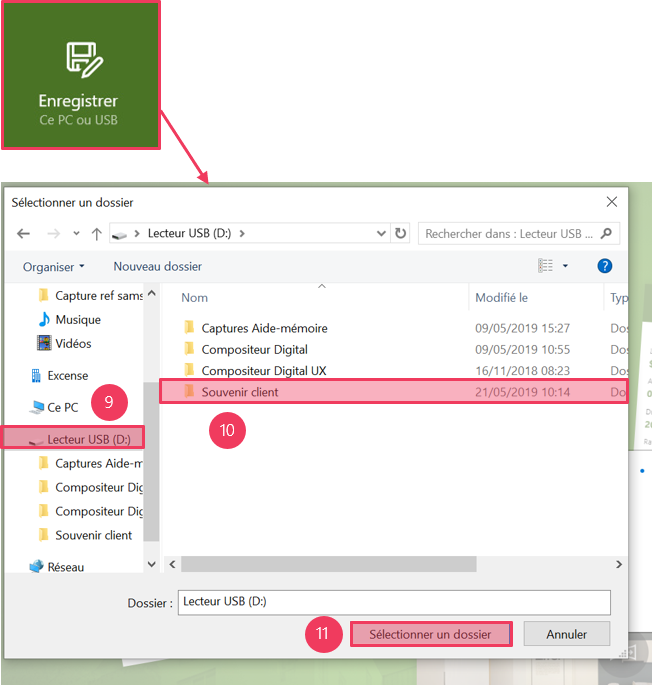 Enregistrer
Ce PC ou USB
Sélectionner un dossier
Lecteur USB (D:)
Rechercher dans : Lecteur USB ...
Organiser
Nouveau dossier
Nom
Modifié le
Typ
Capture ref sams
Musique
Vidéos
Excense
Ce PC
9
Lecteur USB (D:)
Captures Aide-m
Compositeur Dig
Compositeur Dig
Souvenir client
Réseau
Captures Aide-mémoire 09/05/2019 15:27 Dos
Compositeur Digital 09/05/2019 10:55 Dos
Compositeur Digital UX 16/11/2018 08:23 Dos
Souvenir client 21/05/2019 10:14 Do
10
Dossier : Lecteur USB (D:)
11
Sélectionner un dossier
Annuler